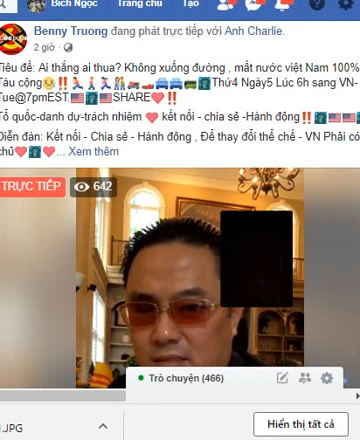 Bích Ngọc Trang chủ Tạo
Benny Truong đang phát trực tiếp với Anh Charlie.
2 giờ ·
Tiêu đề: Ai thắng ai thua? Không xuống đường , mất nước việt Nam 100%
Tàu cộng Thứ4 Ngày5 Lúc 6h sang VN-
Tue@7pmEST. SHARE
Tổ quốc-danh dự-trách nhiệm kết nối - chia sẻ -Hành động
Diễn đàn: Kết nối - Chia sẻ - Hành động , Để thay đổi thể chế - VN Phải có
chủ ... Xem thêm
TRỰC TIẾP 642
Trò chuyện (466)
.JPG
Hiển thị tất cả